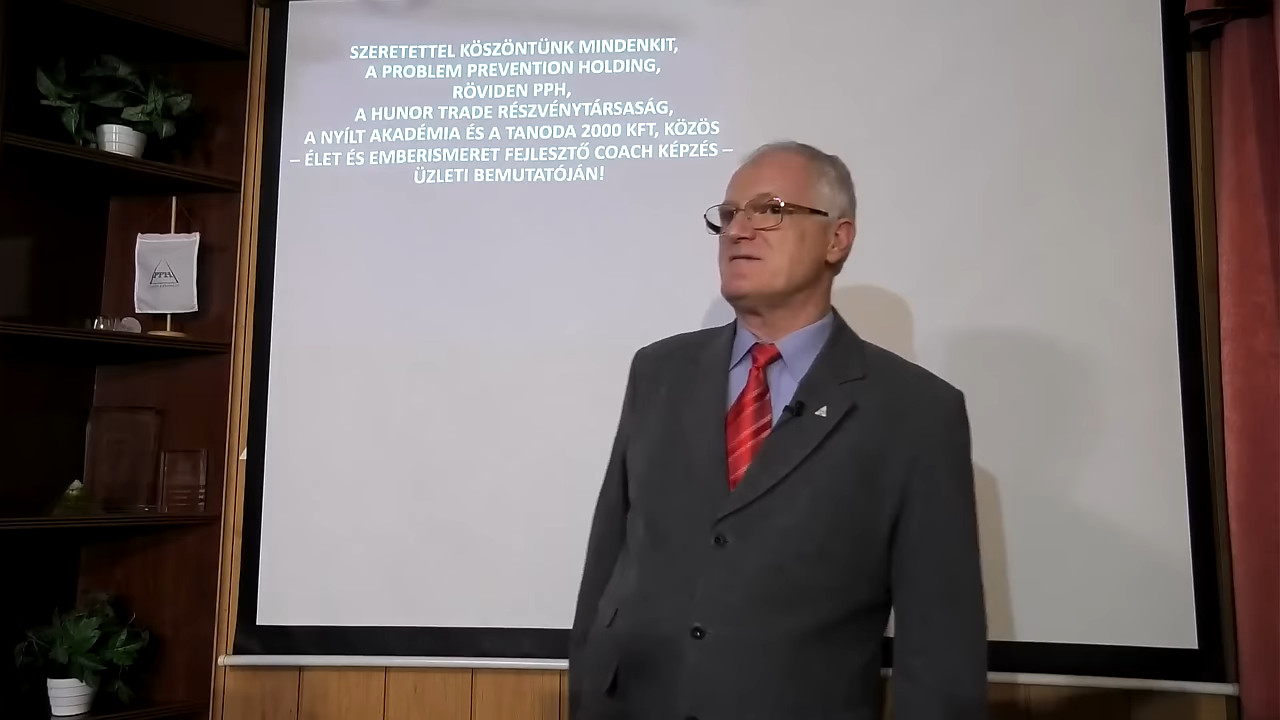 SZERETETTEL KÖSZÖNTÜNK MINDENKIT,
A PROBLEM PREVENTION HOLDING,
RÖVIDEN PPH,
A HUNOR TRADE RÉSZVÉNYTÁRSASÁG,
A NYÍLT AKADÉMIA ÉS A TANODA 2000 KFT, KÖZÖS
– ÉLET ÉS EMBERISMERET FEJLESZTŐ COACH KÉPZÉS –
ÜZLETI BEMUTATÓJÁN!
PPH